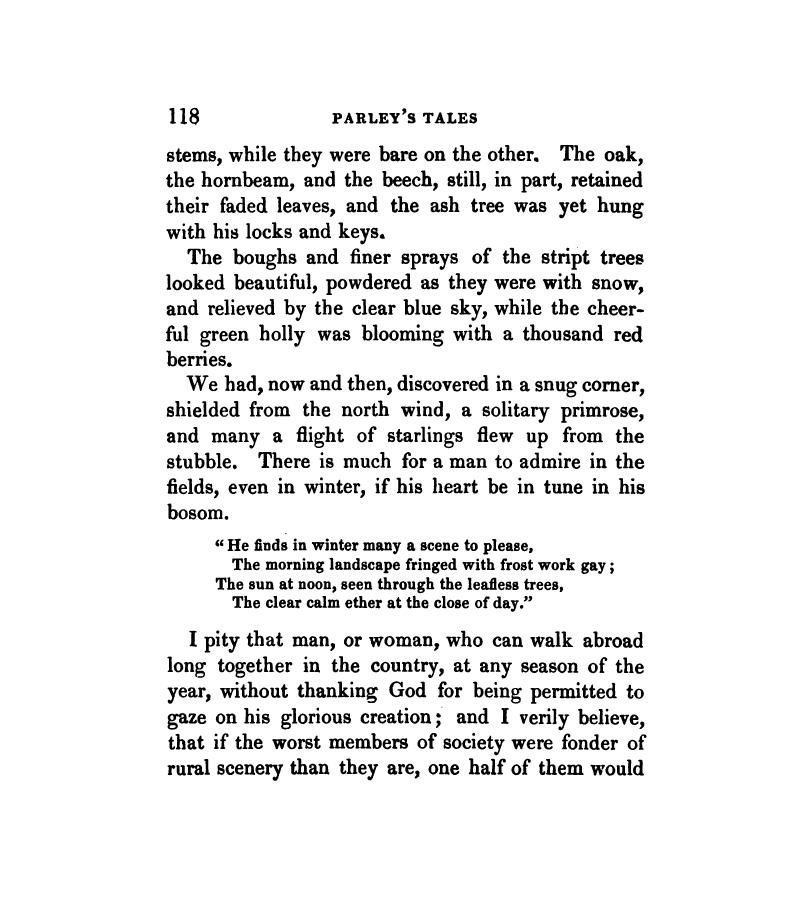 118 PARLEY'S TALES
stems, while they were bare on the other. The oak,
the hornbeam, and the beech, still, in part, retained
their faded leaves, and the ash tree was yet hung
with his locks and keys.
The boughs and finer sprays of the stript trees
looked beautiful, powdered as they were with snow,
and relieved by the clear blue sky, while the cheer-
ful green holly was blooming with a thousand red
berries.
We had, now and then, discovered in a snug corner,
shielded from the north wind, a solitary primrose,
and many a flight of starlings flew up from the
stubble. There is much for a man to admire in the
fields, even in winter, if his heart be in tune in his
bosom.
“He finds in winter many a scene to please,
The morning landscape fringed with frost work gay;
The sun at noon, seen through the leafless trees,
The clear calm ether at the close of day.”
I pity that man, or woman, who can walk abroad
long together in the country, at any season of the
year, without thanking God for being permitted to
gaze on his glorious creation; and I verily believe,
that if the worst members of society were fonder of
rural scenery than they are, one half of them would